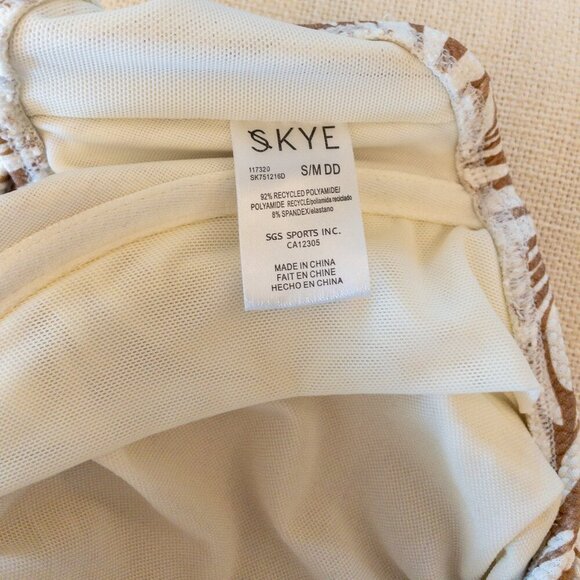 SKYE
117320
SK751216D
S/M DD
92% RECYCLED POLYAMIDE/
POLYAMIDE RECYCLE/poliamida reciclado
8% SPANDEX/elastano
SGS SPORTS INC.
CA12305
MADE IN CHINA
FAIT EN CHINE
HECHO EN CHINA